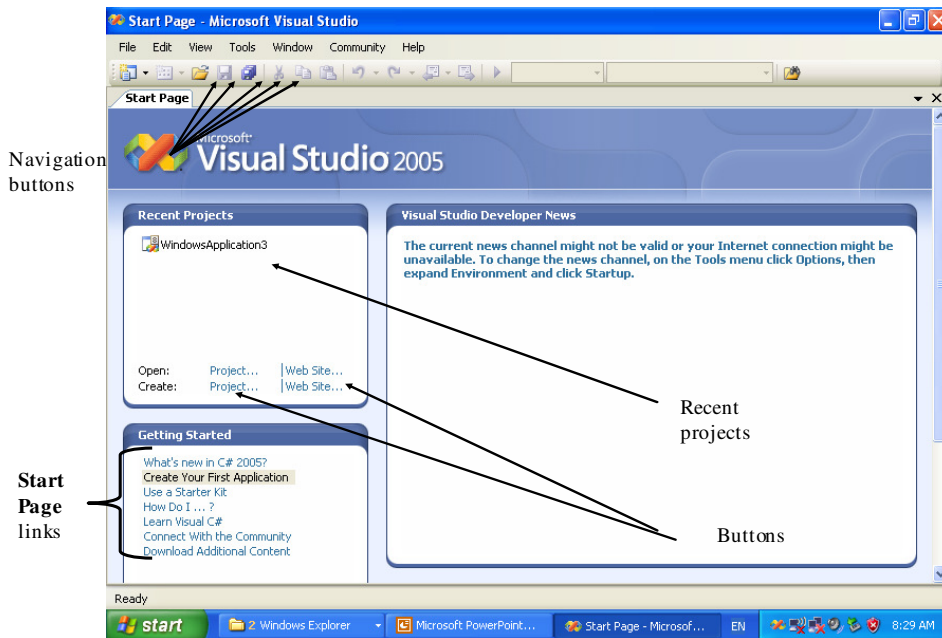 Start Page - Microsoft Visual Studio
File Edit View Tools Window Community Help
Start Page
Navigation
buttons
Microsoft
Visual Studio 2005
Recent Projects
WindowsApplication3
Open: Project... | Web Site...
Create: Project... | Web Site...
Visual Studio Developer News
The current news channel might not be valid or your Internet connection might be
unavailable. To change the news channel, on the Tools menu click Options, then
expand Environment and click Startup.
Recent
projects
Getting Started
What's new in C# 2005?
Create Your First Application
Use a Starter Kit
How Do I ... ?
Learn Visual C#
Connect With the Community
Download Additional Content
Start
Page
links
Buttons
Ready
start 2 Windows Explorer Microsoft PowerPoint... Start Page - Microsof... EN 8:29 AM